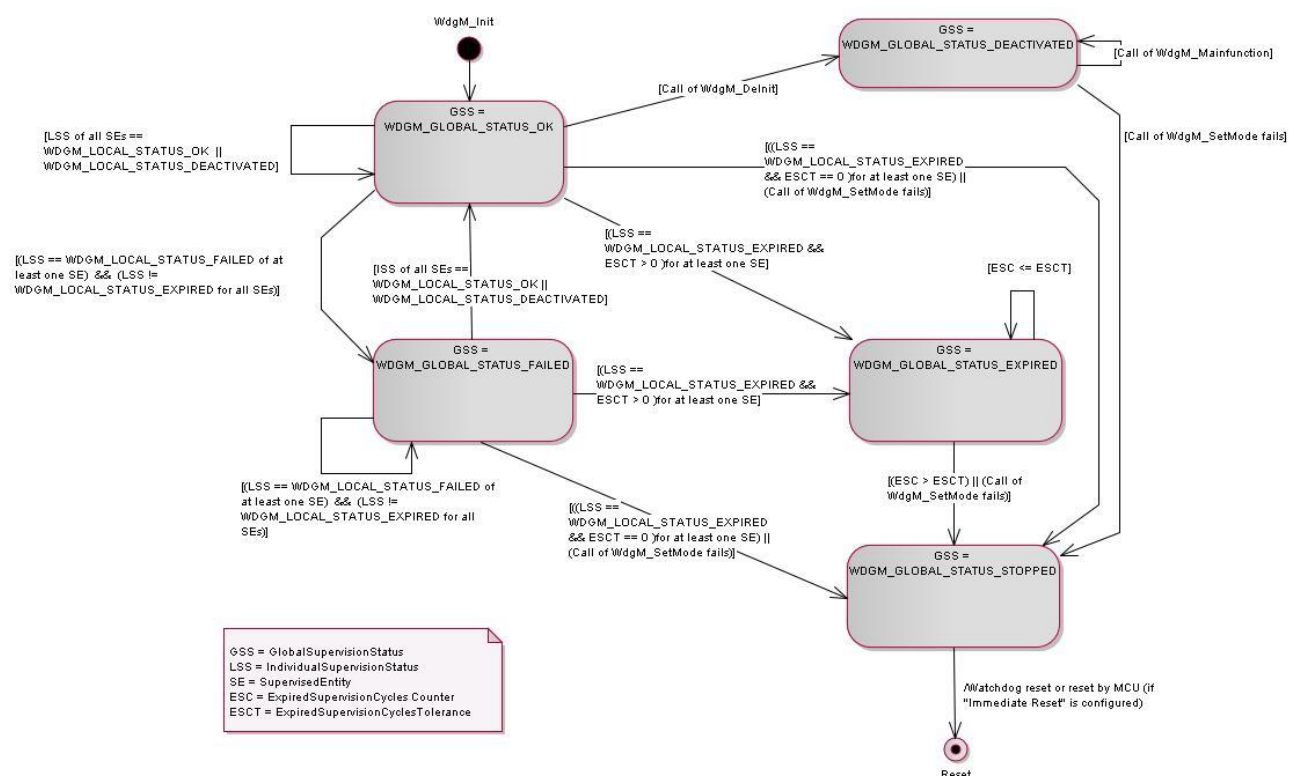 WdgM_Init
GSS =
WDGM_GLOBAL_STATUS_DEACTIVATED
[Call of WdgM_Mainfunction]
[Call of WdgM_DeInit]
GSS =
WDGM_GLOBAL_STATUS_OK
[LSS of all SEs ==
WDGM_LOCAL_STATUS_OK ||
WDGM_LOCAL_STATUS_DEACTIVATED]
[Call of WdgM_SetMode fails]
[((LSS ==
WDGM_LOCAL_STATUS_EXPIRED
&& ESCT == 0 )for at least one SE) ||
(Call of WdgM_SetMode fails)]
[(LSS == WDGM_LOCAL_STATUS_FAILED of at
least one SE) && (LSS !=
WDGM_LOCAL_STATUS_EXPIRED for all SEs)]
[ISS of all SEs ==
WDGM_LOCAL_STATUS_OK ||
WDGM_LOCAL_STATUS_DEACTIVATED]
[(LSS ==
WDGM_LOCAL_STATUS_EXPIRED &&
ESCT > 0 )for at least one SE]
[ESC <= ESCT]
GSS =
WDGM_GLOBAL_STATUS_FAILED
[(LSS ==
WDGM_LOCAL_STATUS_EXPIRED &&
ESCT > 0 )for at least one SE]
GSS =
WDGM_GLOBAL_STATUS_EXPIRED
[(LSS == WDGM_LOCAL_STATUS_FAILED of
at least one SE) && (LSS !=
WDGM_LOCAL_STATUS_EXPIRED for all
SEs)]
[((LSS ==
WDGM_LOCAL_STATUS_EXPIRED
&& ESCT == 0 )for at least one SE) ||
(Call of WdgM_SetMode fails)]
[(ESC > ESCT) || (Call of
WdgM_SetMode fails)]
GSS =
WDGM_GLOBAL_STATUS_STOPPED
GSS = GlobalSupervisionStatus
LSS = IndividualSupervisionStatus
SE = SupervisedEntity
ESC = ExpiredSupervisionCycles Counter
ESCT = ExpiredSupervisionCyclesTolerance
/Watchdog reset or reset by MCU (if
"Immediate Reset" is configured)
Reset